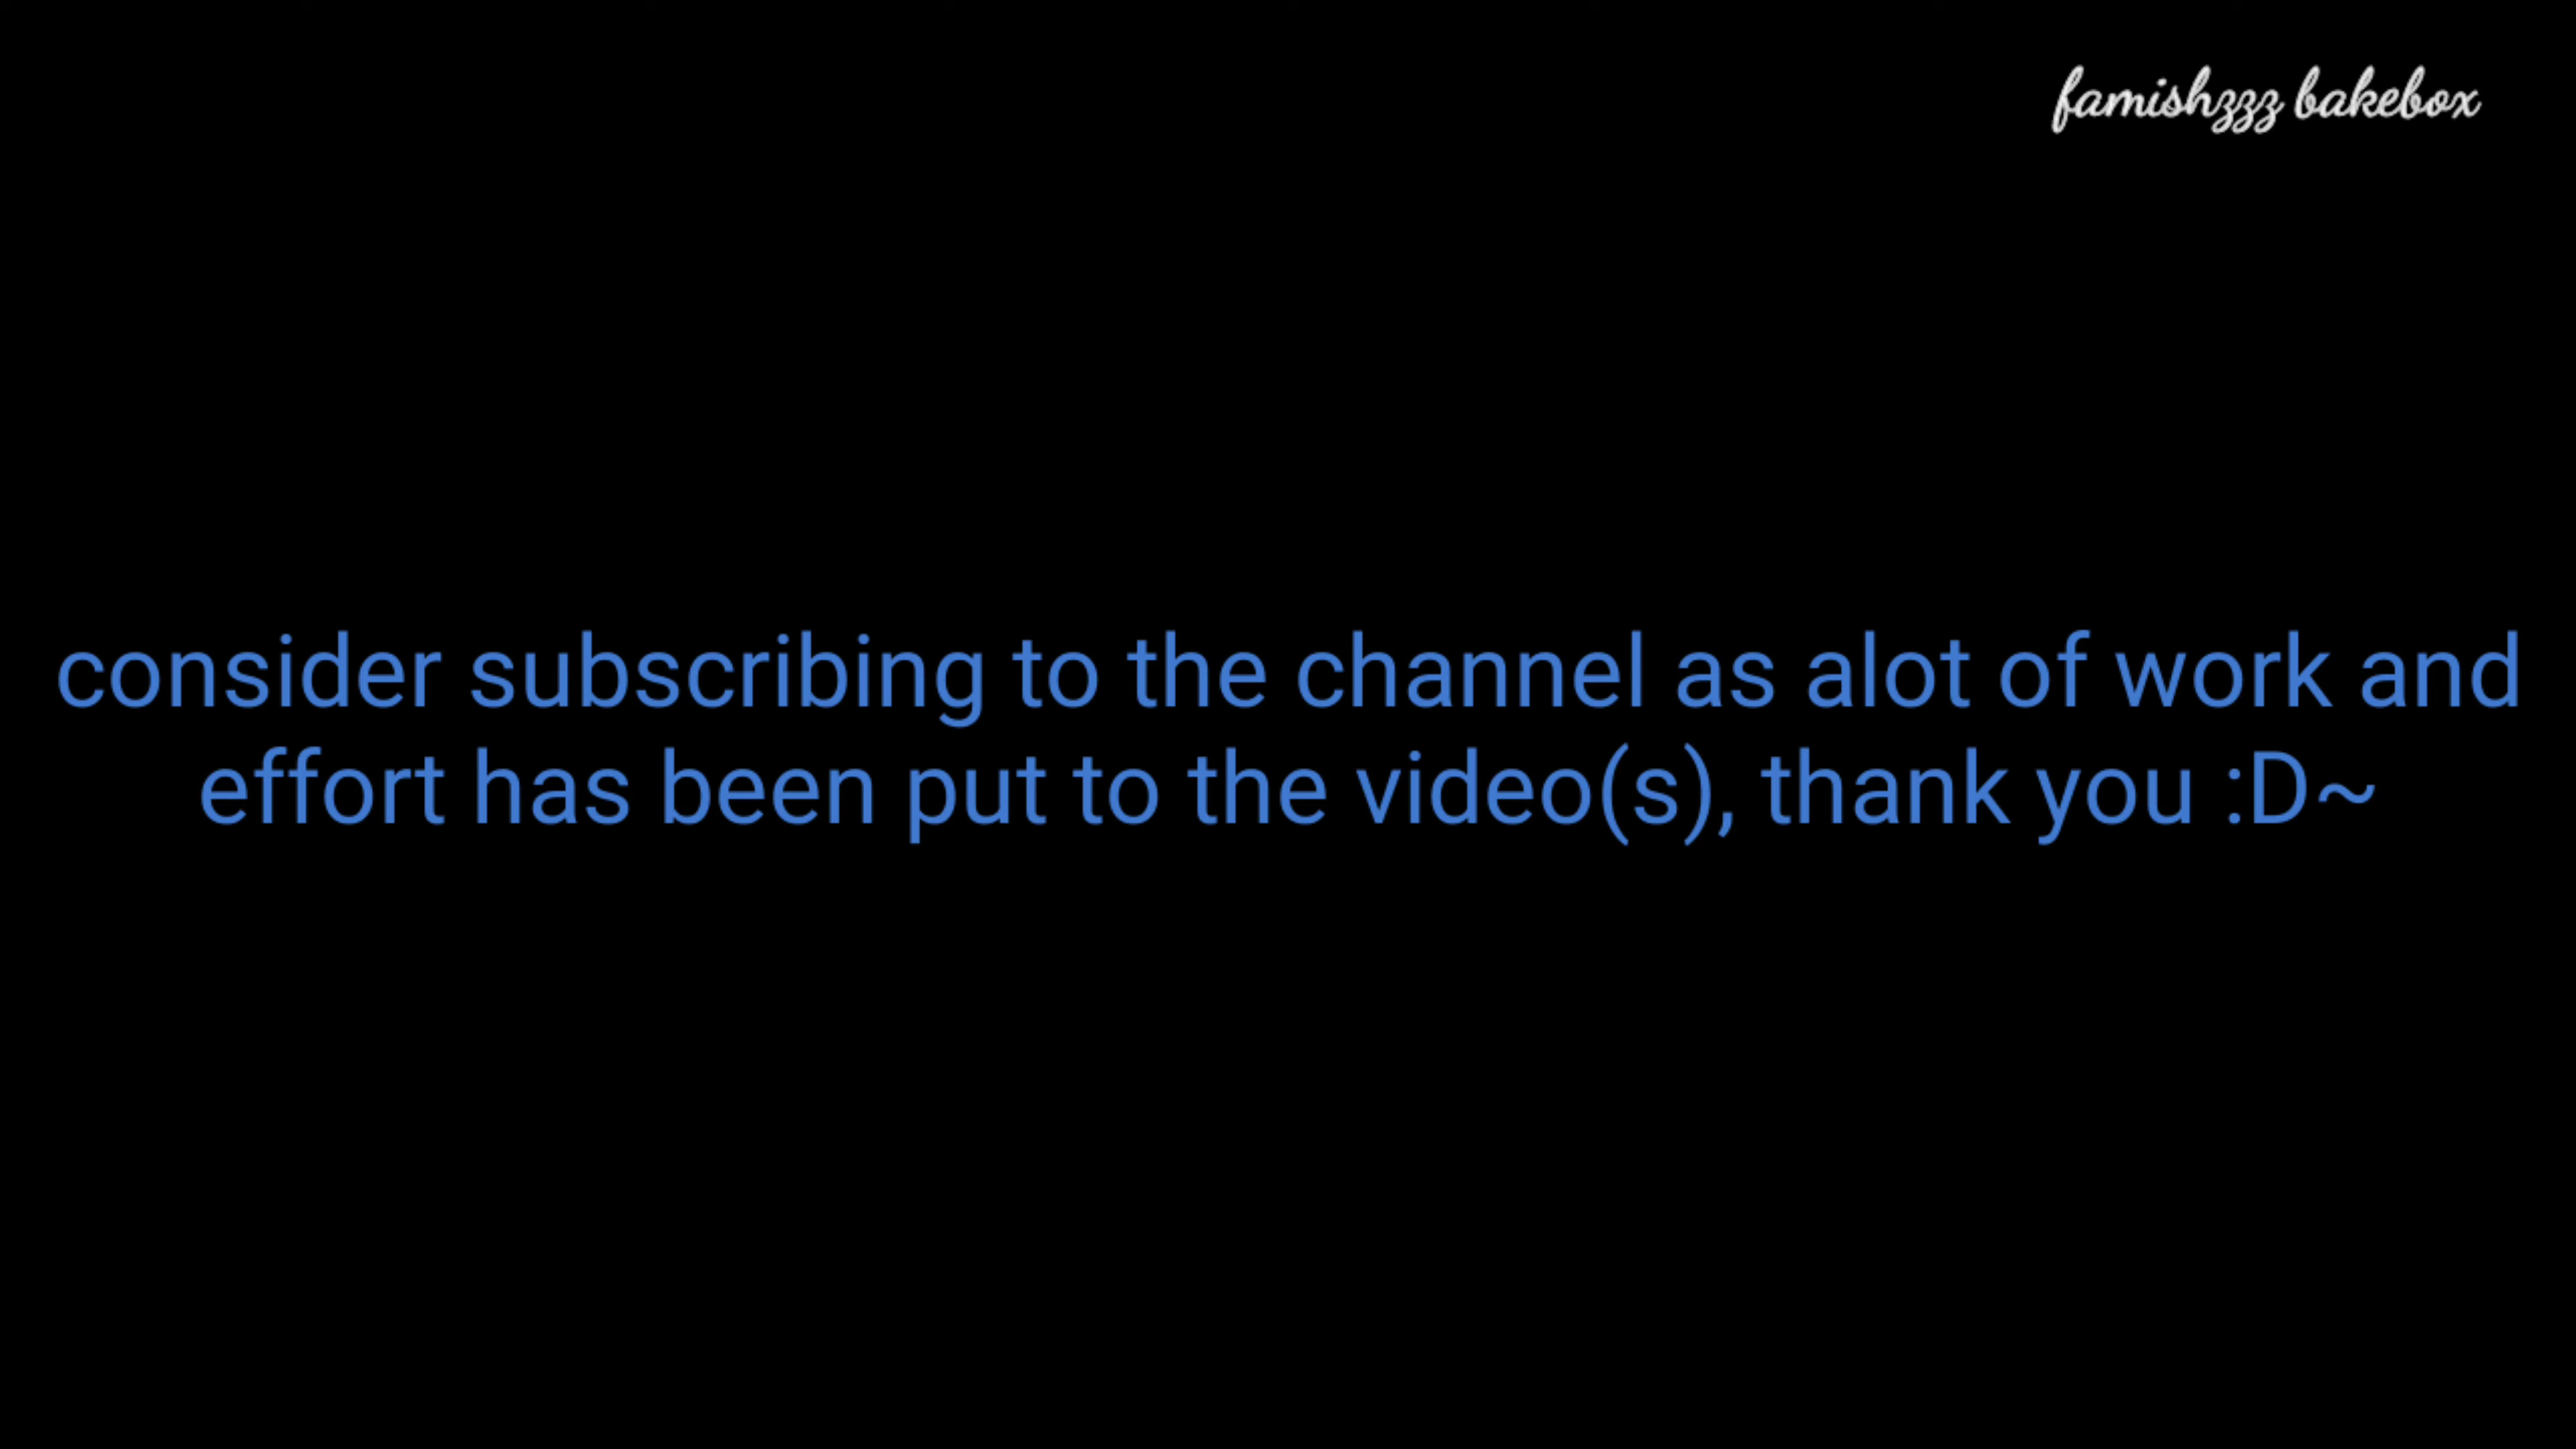 famishzzz bakebox
consider subscribing to the channel as alot of work and
effort has been put to the video(s), thank you :D~